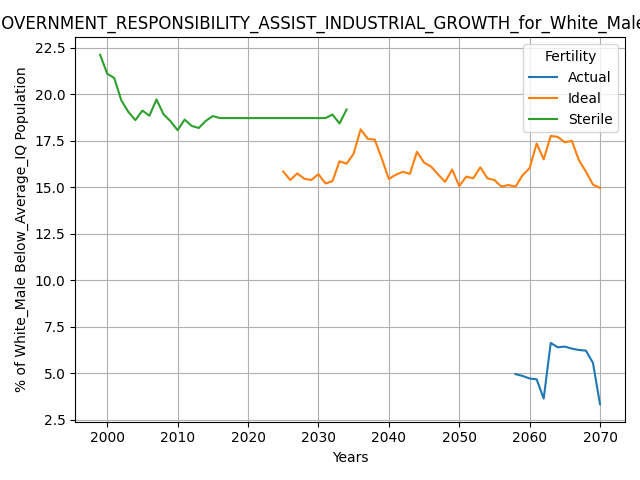 OVERNMENT_RESPONSIBILITY_ASSIST_INDUSTRIAL_GROWTH_for_White_Male
% of White_Male Below_Average_IQ Population
22.5
20.0
17.5
15.0
12.5
10.0
7.5
5.0
2.5
Fertility
Actual
Ideal
Sterile
2000 2010 2020 2030 2040 2050 2060 2070
Years